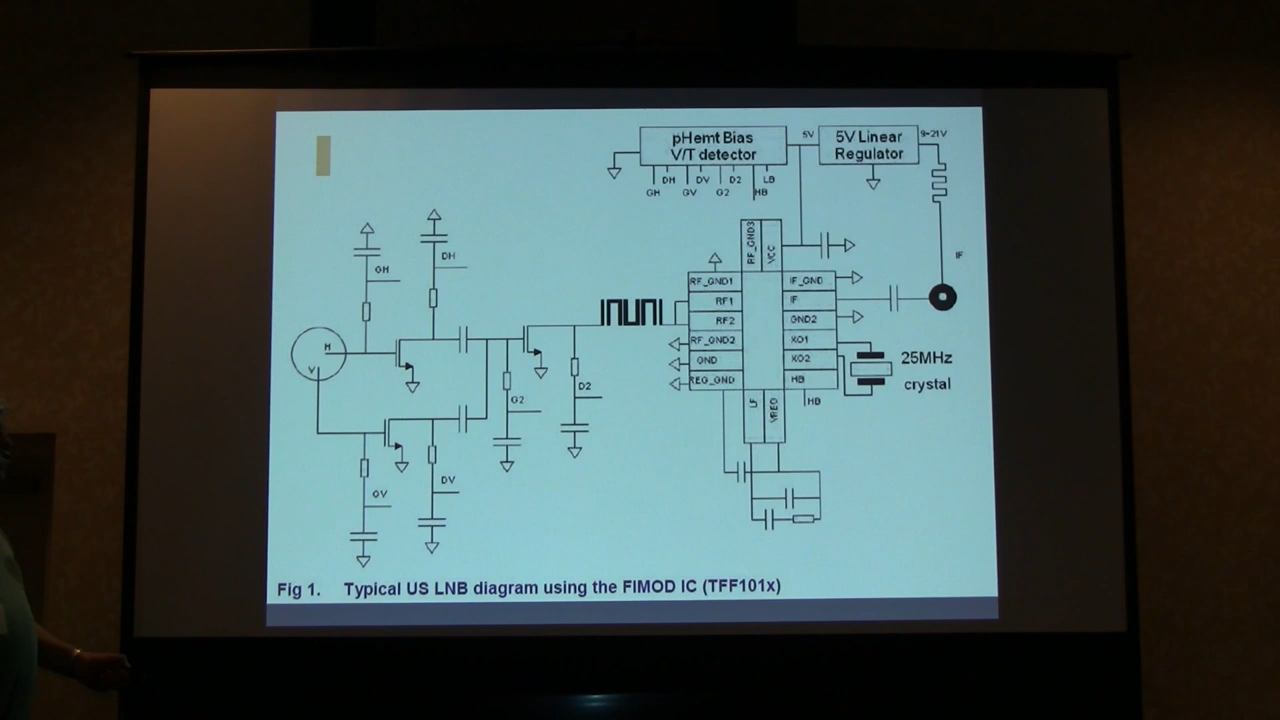 pHemt Bias
V/T detector
5V
5V Linear
Regulator
9-21V
DH
DV
D2
LB
GH
GV
G2
HB
IF
GH
DH
H
V
G2
D2
GV
DV
RF_GND3
VCC
RF_GND1
RF1
RF2
RF_GND2
GND
REG_GND
IF_GND
IF
GND2
XO1
XO2
HB
HB
LF
VREG
25MHz
crystal
Fig 1. Typical US LNB diagram using the FIMOD IC (TFF101x)